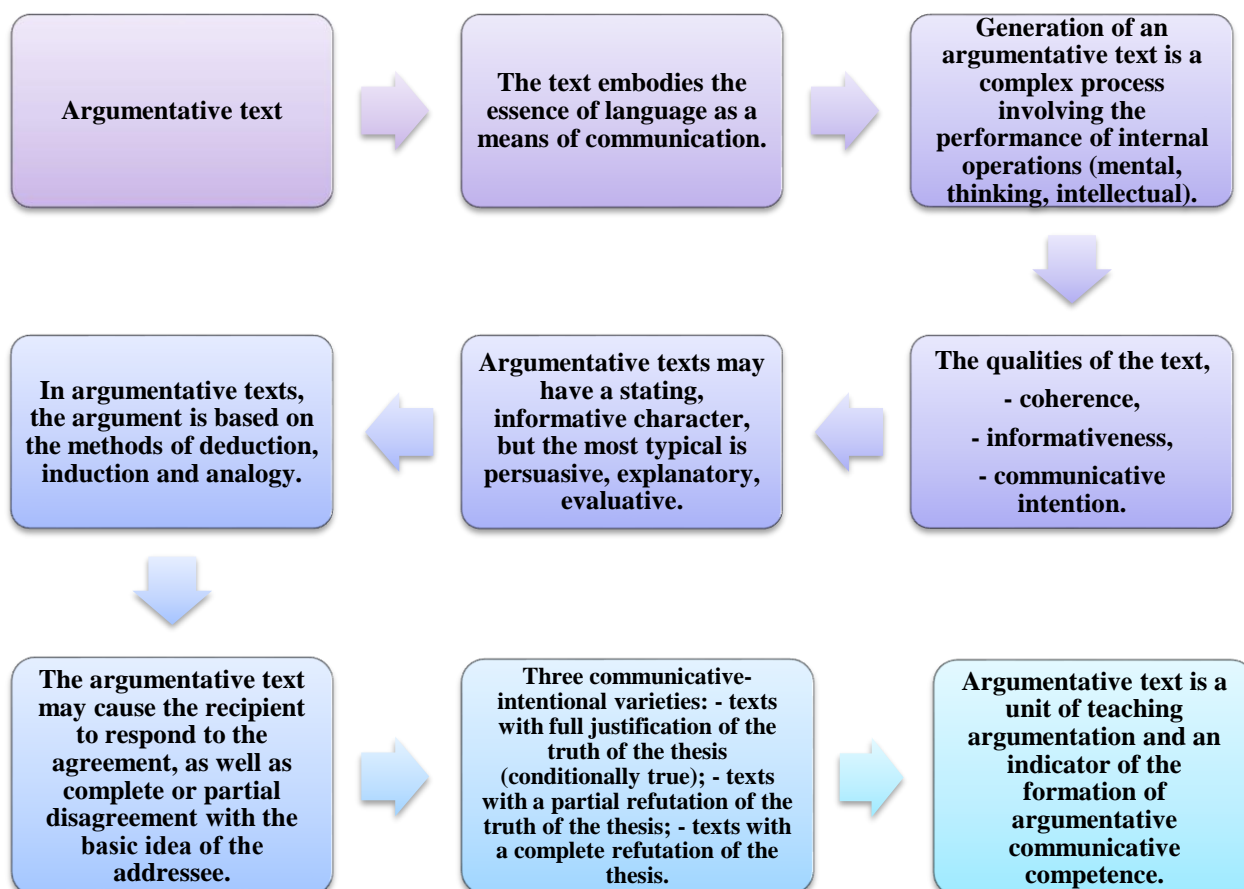 Argumentative text
The text embodies the
essence of language as a
means of communication.
Generation of an
argumentative text is a
complex process
involving the
performance of internal
operations (mental,
thinking, intellectual).
The qualities of the text,
- coherence,
- informativeness,
- communicative
intention.
Argumentative texts may
have a stating,
informative character,
but the most typical is
persuasive, explanatory,
evaluative.
In argumentative texts,
the argument is based on
the methods of deduction,
induction and analogy.
The argumentative text
may cause the recipient
to respond to the
agreement, as well as
complete or partial
disagreement with the
basic idea of the
addressee.
Three communicative-
intentional varieties: - texts
with full justification of the
truth of the thesis
(conditionally true); - texts
with a partial refutation of the
truth of the thesis; - texts with
a complete refutation of the
thesis.
Argumentative text is a
unit of teaching
argumentation and an
indicator of the
formation of
argumentative
communicative
competence.